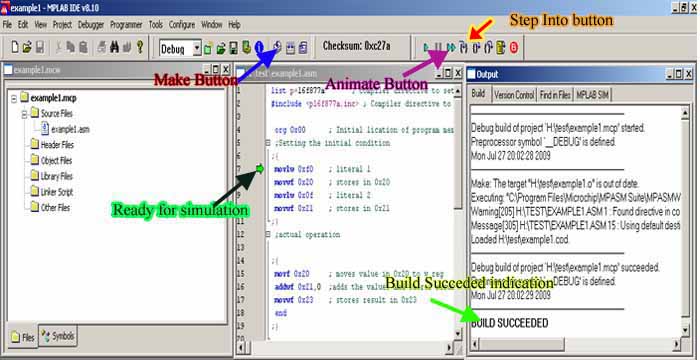 example1 - MPLAB IDE v8.10
File Edit View Project Debugger Programmer Tools Configure Window Help
Debug
Checksum: 0xc27a
Step Into button
Make Button
Animate Button
Ready for simulation
Build Succeeded indication
example1.mcw
example1.mcp
Source Files
example1.asm
Header Files
Object Files
Library Files
Linker Script
Other Files
Files Symbols
\test\example1.asm
list p=16f877a ; compiler directive to set
#include <p16f877a.inc> ; Compiler directive to
org 0x00 ; Initial lication of program mem
;Setting the initial condition
;{
movlw 0xf0 ; literal 1
movwf 0x20 ; stores in 0x20
movlw 0x0f ; literal 2
movwf 0x21 ; stores in 0x21
;}
;actual operation
;{
movf 0x20 ; moves value in 0x20 to w reg
addwf 0x21,0 ;adds the value
movwf 0x23 ; stores result in 0x23
end
;}
Output
Build Version Control Find in Files MPLAB SIM
Debug build of project `H:\test\example1.mcp' started.
Preprocessor symbol `__DEBUG' is defined.
Mon Jul 27 20:02:28 2009
Make: The target "H:\test\example1.o" is out of date.
Executing: "C:\Program Files\Microchip\MPASM Suite\MPASMW
Warning[205] H:\TEST\EXAMPLE1.ASM 1 : Found directive in co
Message[305] H:\TEST\EXAMPLE1.ASM 15 : Using default destin
Loaded H:\test\example1.cod.
Debug build of project `H:\test\example1.mcp' succeeded.
`__DEBUG' is defined.
Mon Jul 27 20:02:29 2009
BUILD SUCCEEDED